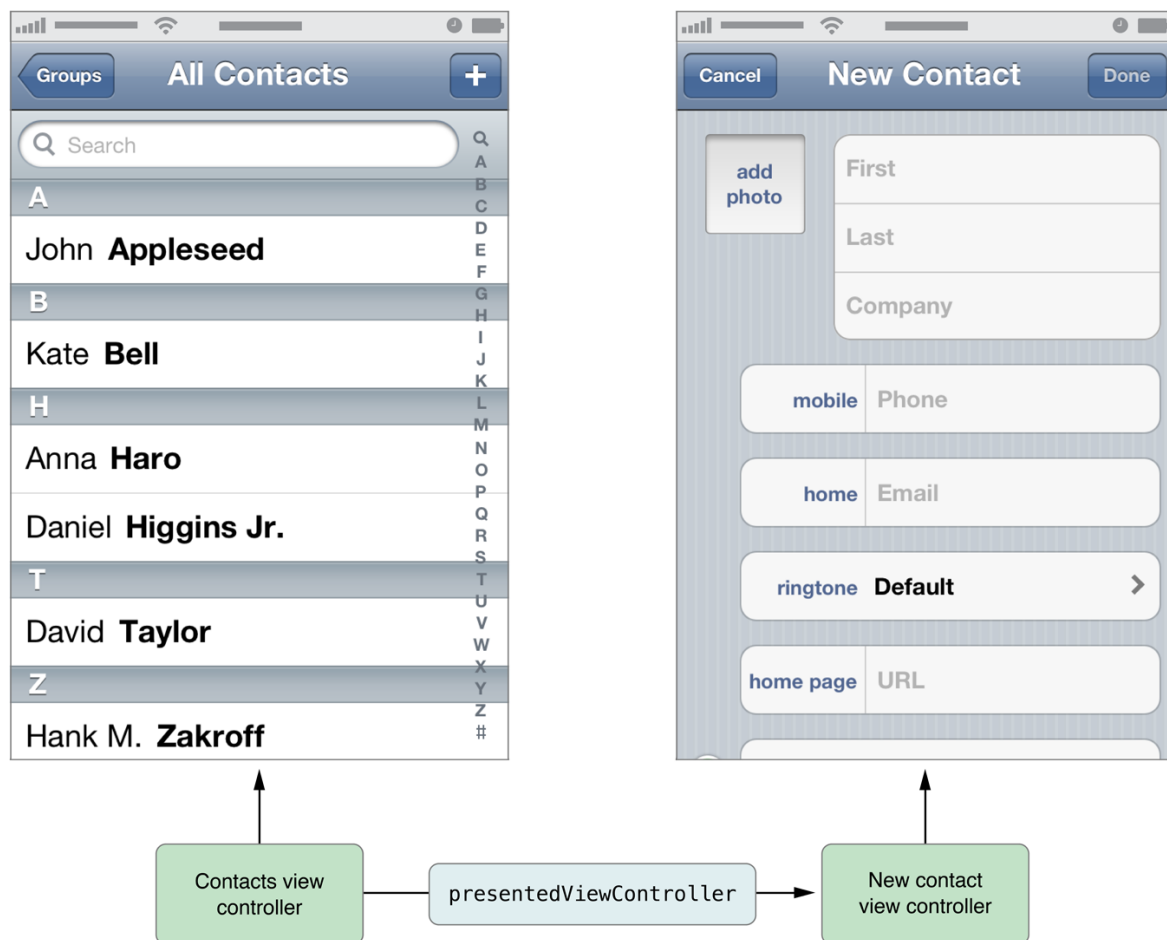 Groups
All Contacts
+
Search
A
John Appleseed
B
Kate Bell
H
Anna Haro
Daniel Higgins Jr.
T
David Taylor
Z
Hank M. Zakroff
A
B
C
D
E
F
G
H
I
J
K
L
M
N
O
P
Q
R
S
T
U
V
W
X
Y
Z
#
Cancel
New Contact
Done
add
photo
First
Last
Company
mobile Phone
home Email
ringtone Default
home page URL
Contacts view
controller
presentedViewController
New contact
view controller